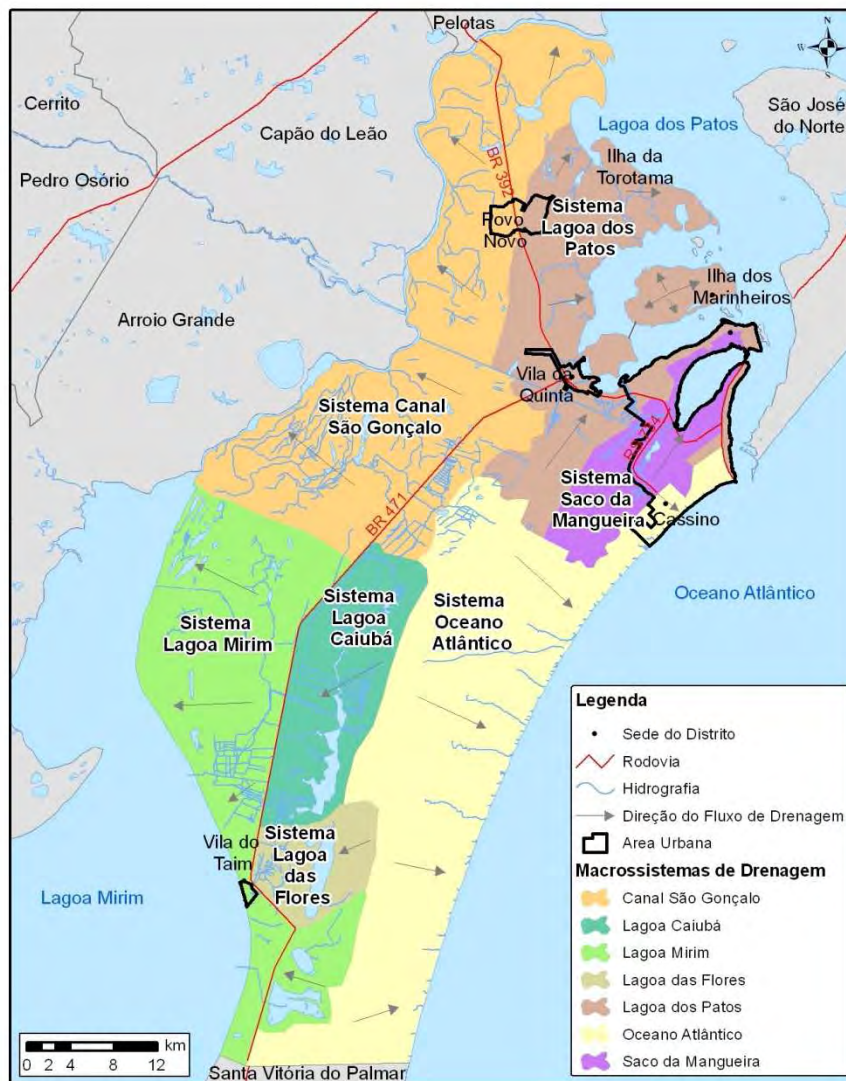 Pelotas
N
W
E
S
Cerrito
Capão do Leão
São José
do Norte
Lagoa dos Patos
Pedro Osório
BR 392
Ilha da
Torotama
Povo
Novo
Sistema
Lagoa dos
Patos
Ilha dos
Marinheiros
Arroio Grande
Vila da
Quinta
Sistema Canal
São Gonçalo
Sistema
Saco da
Mangueira
Cassino
BR 471
Oceano Atlântico
Sistema
Lagoa Mirim
Sistema
Lagoa
Caiubá
Sistema
Oceano
Atlântico
Vila do
Taim
Sistema
Lagoa
das
Flores
Lagoa Mirim
Legenda
Sede do Distrito
Rodovia
Hidrografia
Direção do Fluxo de Drenagem
Area Urbana
Macrossistemas de Drenagem
Canal São Gonçalo
Lagoa Caiubá
Lagoa Mirim
Lagoa das Flores
Lagoa dos Patos
Oceano Atlântico
Saco da Mangueira
km
0 2 4 8 12
Santa Vitória do Palmar